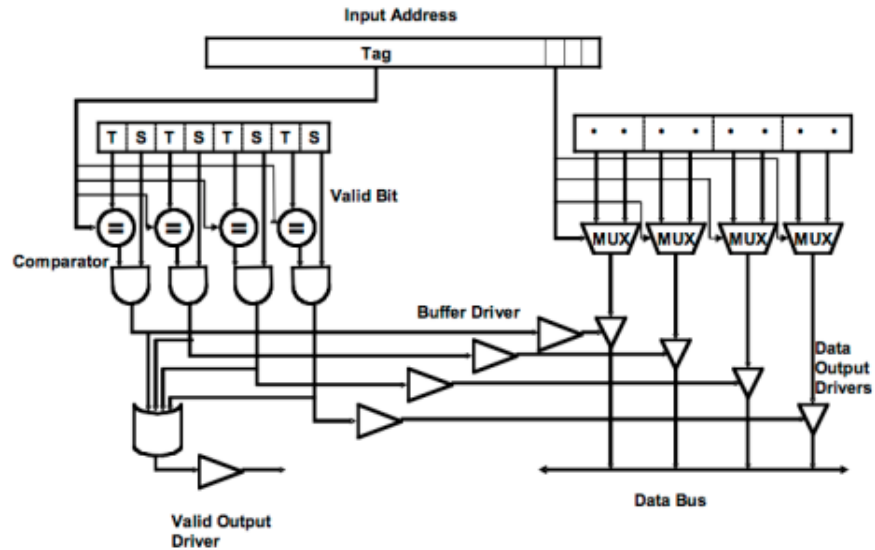 Input Address
Tag
T S T S T S T S
Valid Bit
= = = =
MUX MUX MUX MUX
Comparator
Buffer Driver
Data
Output
Drivers
Data Bus
Valid Output
Driver